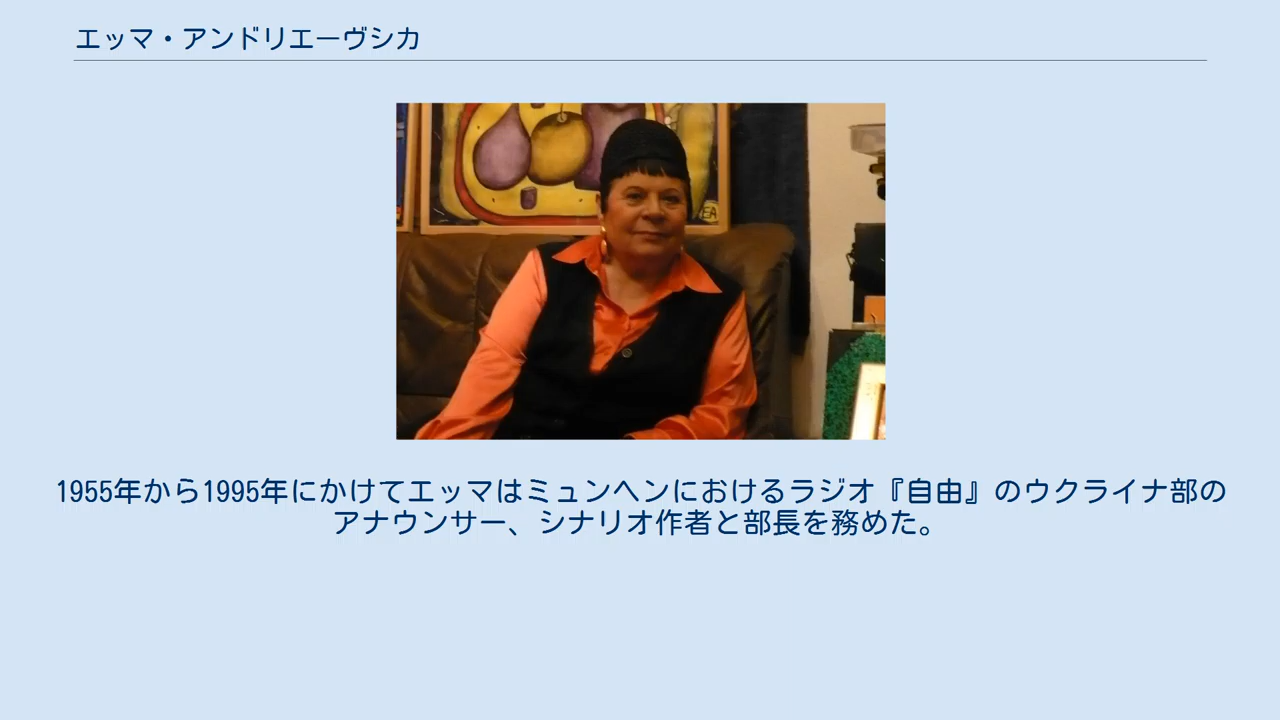 エッマ・アンドリエーヴシカ
EA
1955年から1995年にかけてエッマはミュンヘンにおけるラジオ『自由』のウクライナ部の
アナウンサー、シナリオ作者と部長を務めた。